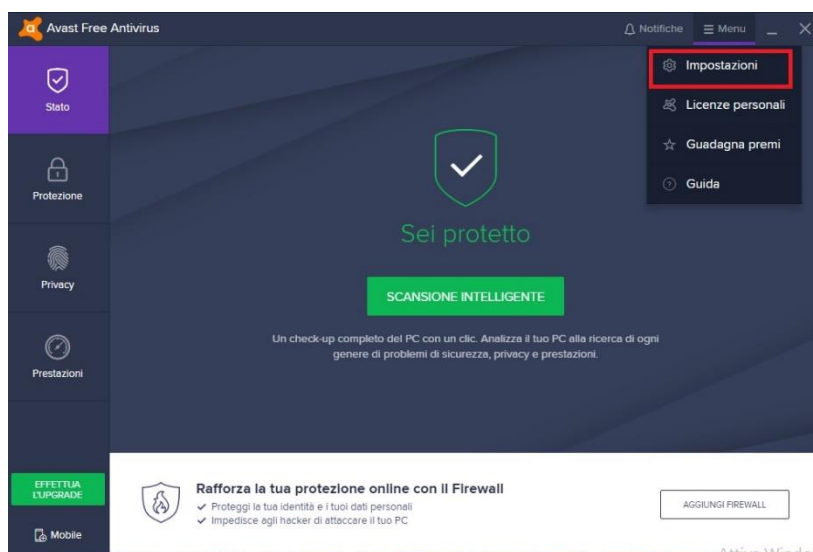 Avast Free Antivirus
Notifiche
Menu
Impostazioni
Licenze personali
Guadagna premi
Guida
Stato
Protezione
Privacy
Prestazioni
Sei protetto
SCANSIONE INTELLIGENTE
Un check-up completo del PC con un clic. Analizza il tuo PC alla ricerca di ogni
genere di problemi di sicurezza, privacy e prestazioni.
EFFETTUA
L'UPGRADE
Mobile
Rafforza la tua protezione online con il Firewall
Proteggi la tua identità e i tuoi dati personali
Impedisce agli hacker di attaccare il tuo PC
AGGIUNGI FIREWALL